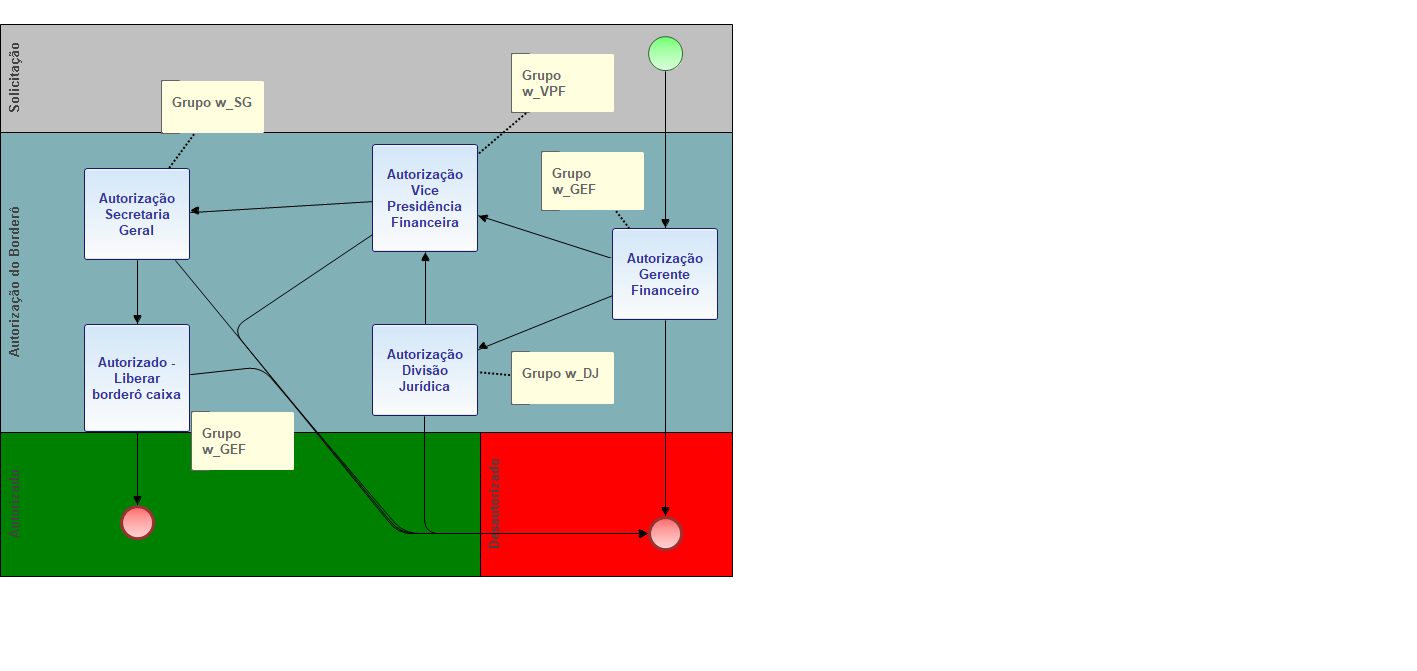 Solicitação
Grupo
w_VPF
Grupo w_SG
Autorização do Borderô
Autorização
Vice
Presidência
Financeira
Grupo
w_GEF
Autorização
Secretaria
Geral
Autorização
Gerente
Financeiro
Autorizado -
Liberar
borderô caixa
Autorização
Divisão
Jurídica
Grupo w_DJ
Grupo
w_GEF
Autorizado
Desautorizado